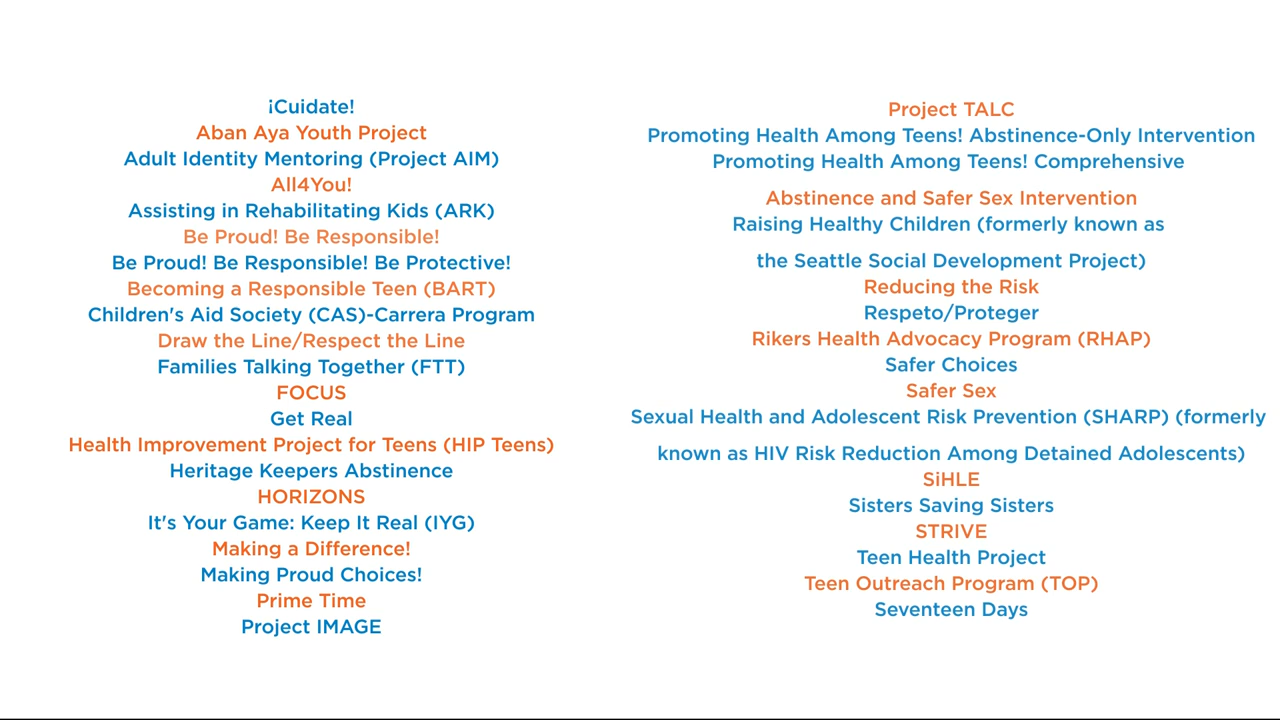 ¡Cuidate!
Aban Aya Youth Project
Adult Identity Mentoring (Project AIM)
All4You!
Assisting in Rehabilitating Kids (ARK)
Be Proud! Be Responsible!
Be Proud! Be Responsible! Be Protective!
Becoming a Responsible Teen (BART)
Children's Aid Society (CAS)-Carrera Program
Draw the Line/Respect the Line
Families Talking Together (FTT)
FOCUS
Get Real
Health Improvement Project for Teens (HIP Teens)
Heritage Keepers Abstinence
HORIZONS
It's Your Game: Keep It Real (IYG)
Making a Difference!
Making Proud Choices!
Prime Time
Project IMAGE
Project TALC
Promoting Health Among Teens! Abstinence-Only Intervention
Promoting Health Among Teens! Comprehensive
Abstinence and Safer Sex Intervention
Raising Healthy Children (formerly known as
the Seattle Social Development Project)
Reducing the Risk
Respeto/Proteger
Rikers Health Advocacy Program (RHAP)
Safer Choices
Safer Sex
Sexual Health and Adolescent Risk Prevention (SHARP) (formerly
known as HIV Risk Reduction Among Detained Adolescents)
SiHLE
Sisters Saving Sisters
STRIVE
Teen Health Project
Teen Outreach Program (TOP)
Seventeen Days